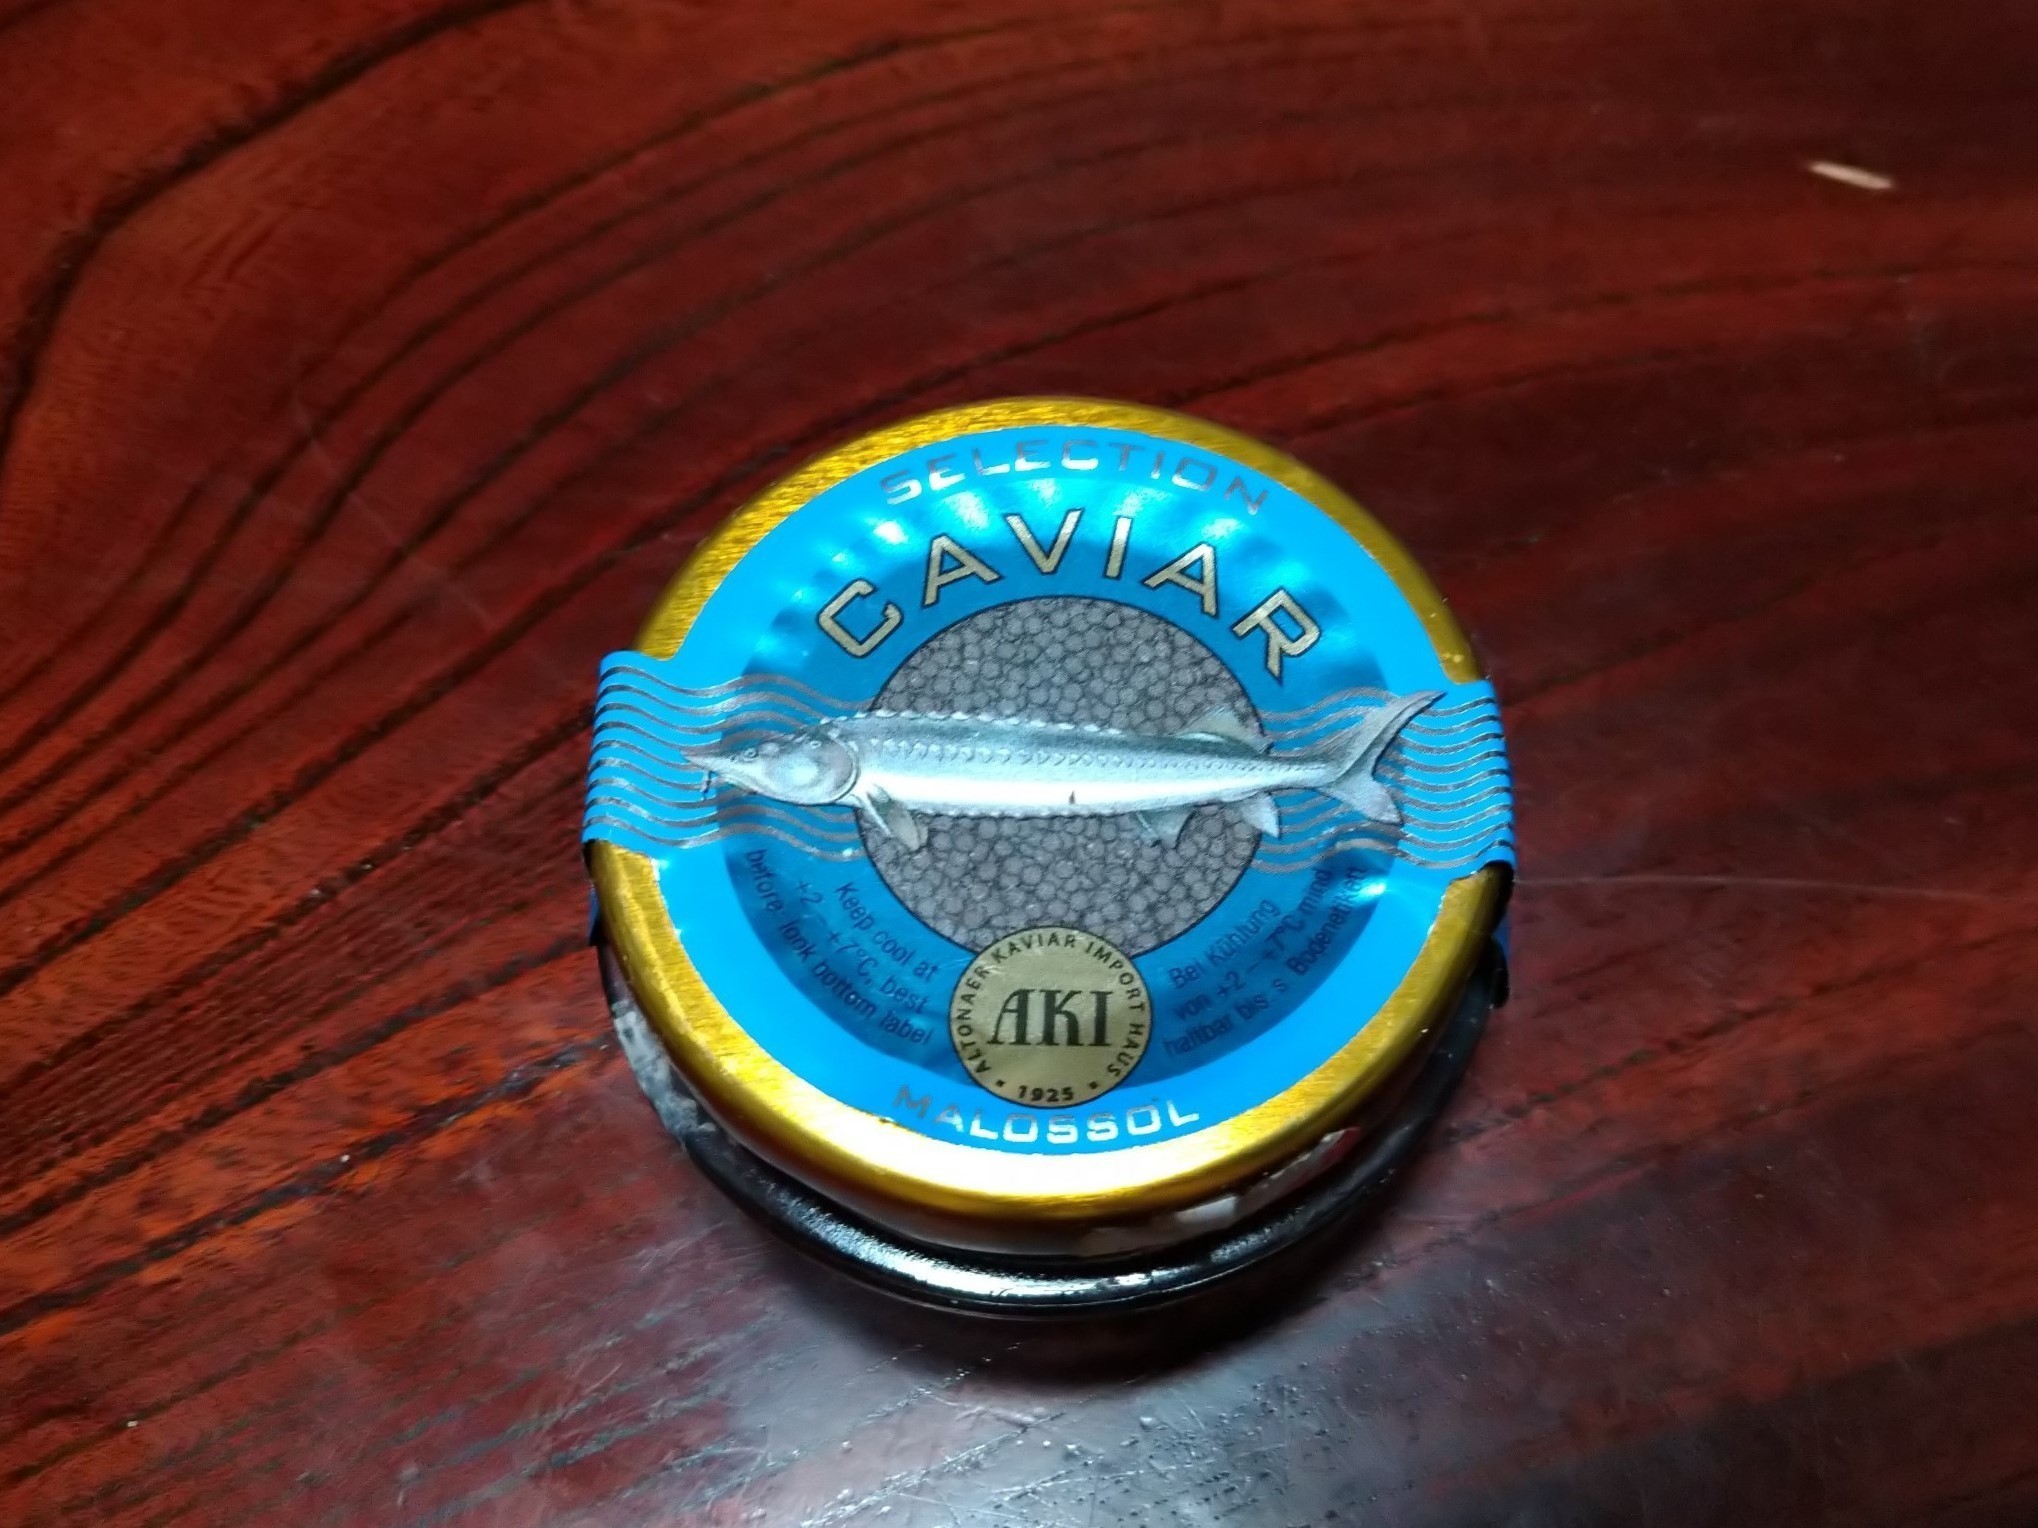 SELECTION
CAVIAR
Keep cool at
+2 - +7°C, best
before look bottom label
ALTONAER KAVIAR IMPORT HAUS
AKI
1925
Bei Kühlung
von +2 - +7°C mind
haltbar bis: s Bodenetikett
MALOSSOL